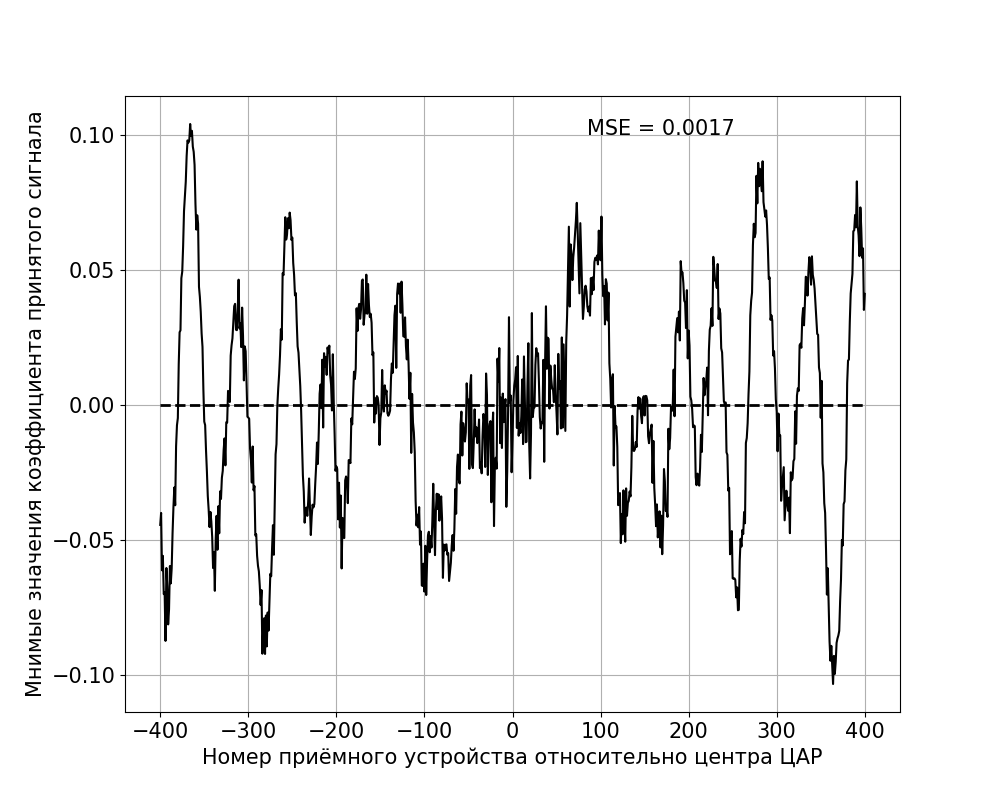 MSE = 0.0017
Мнимые значения коэффициента принятого сигнала
0.10
0.05
0.00
−0.05
−0.10
−400 −300 −200 −100 0 100 200 300 400
Номер приёмного устройства относительно центра ЦАР